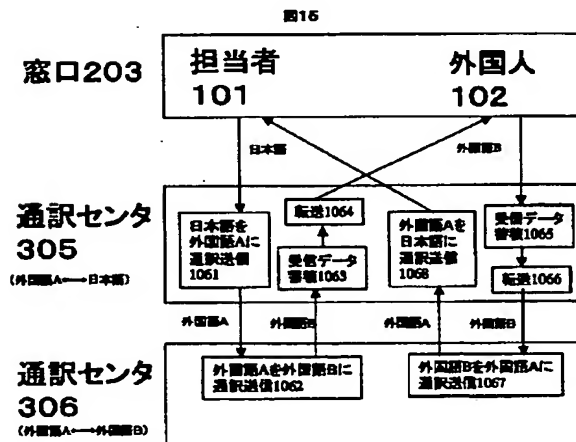 図15
窓口203
担当者
101
外国人
102
日本語
外国語B
通訳センタ
305
(外国語A⟷日本語)
日本語を
外国語Aに
通訳送信
1061
転送1064
受信データ
蓄積1063
外国語Aを
日本語に
通訳送信
1068
受信データ
蓄積1065
転送1066
外国語A
外国語B
外国語A
外国語B
通訳センタ
306
(外国語A⟷外国語B)
外国語Aを外国語Bに
通訳送信1062
外国語Bを外国語Aに
通訳送信1067